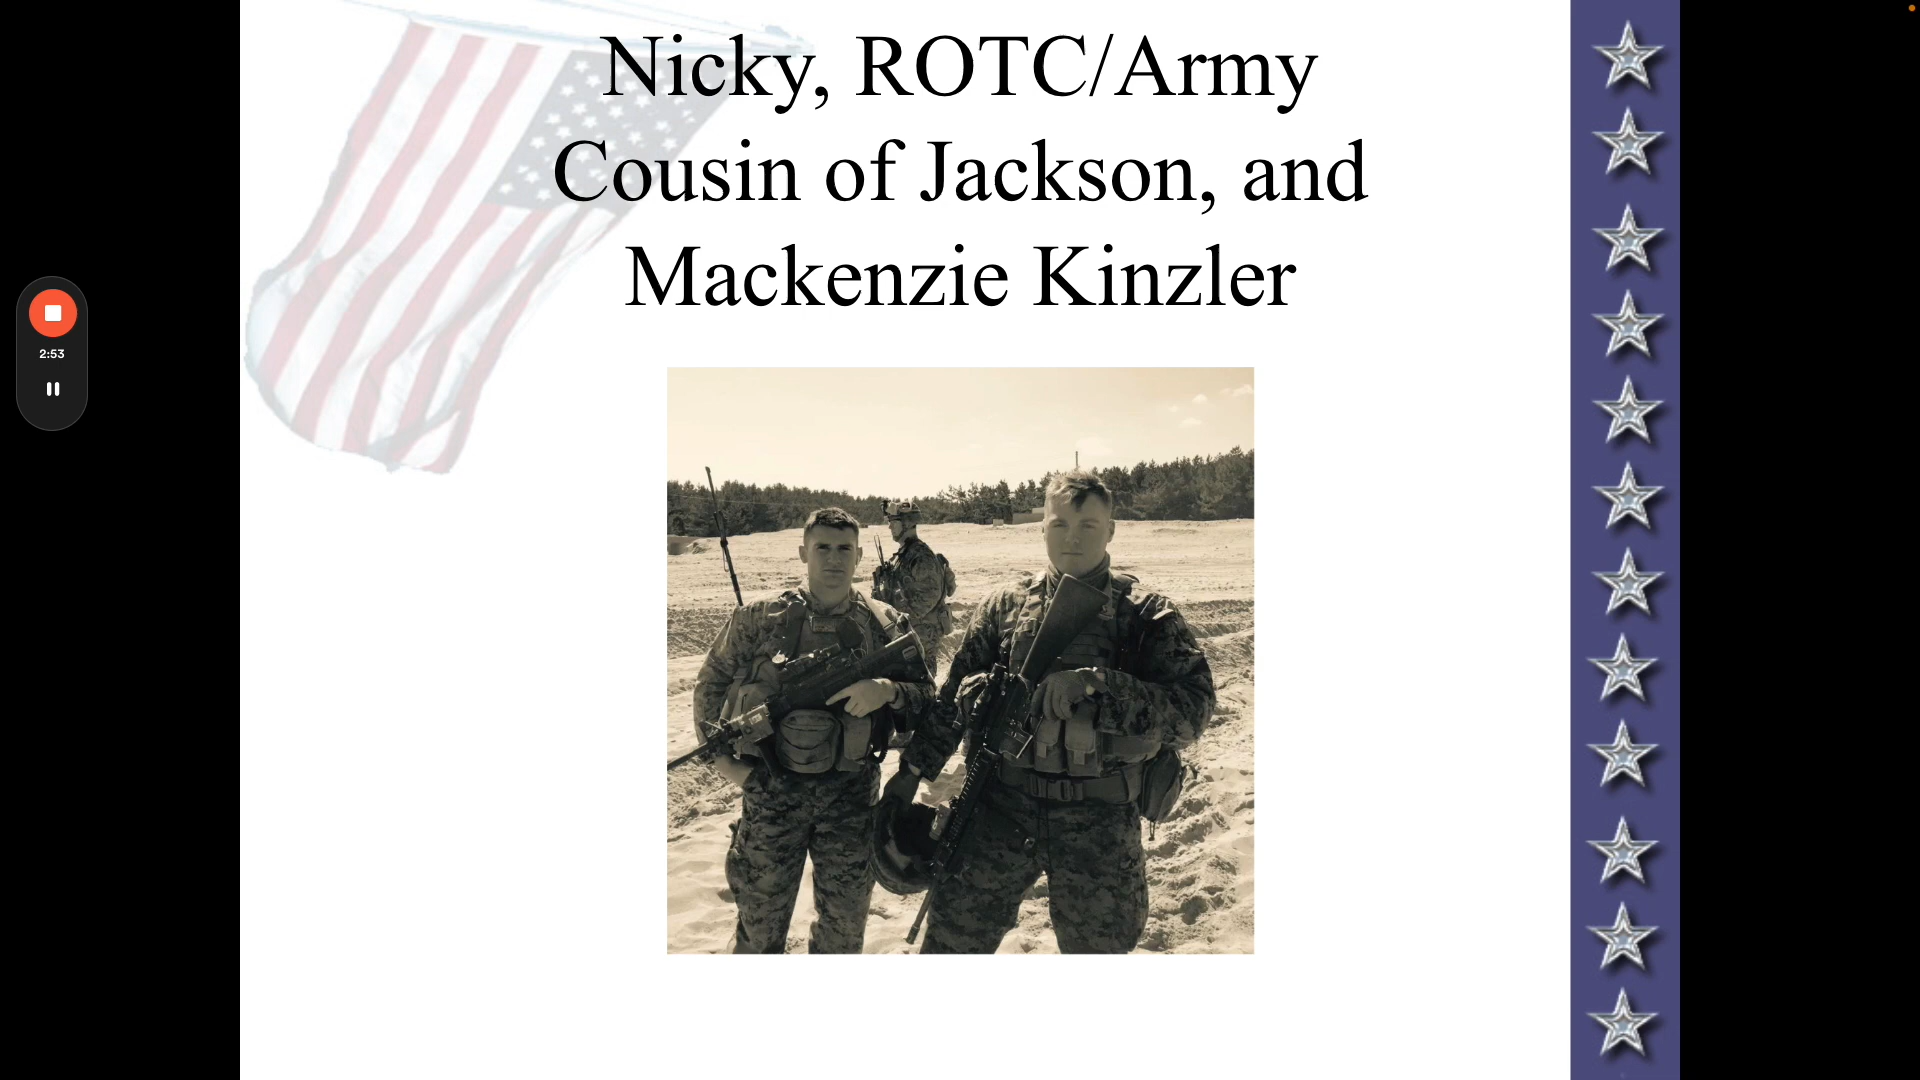 Nicky, ROTC/Army
Cousin of Jackson, and
Mackenzie Kinzler
2:53